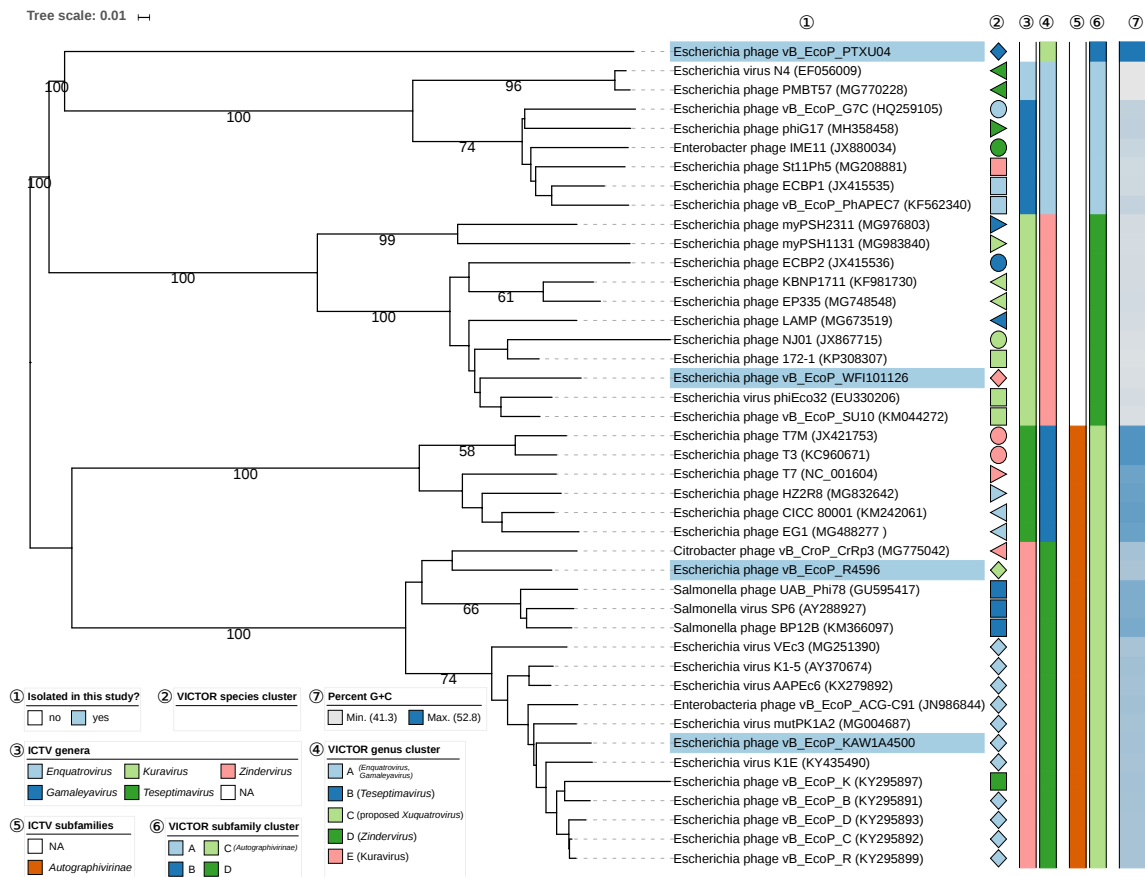 Tree scale: 0.01
① ② ③ ④ ⑤ ⑥ ⑦
Escherichia phage vB_EcoP_PTXU04
Escherichia virus N4 (EF056009)
Escherichia phage PMBT57 (MG770228)
Escherichia phage vB_EcoP_G7C (HQ259105)
Escherichia phage phiG17 (MH358458)
Enterobacter phage IME11 (JX880034)
Escherichia phage St11Ph5 (MG208881)
Escherichia phage ECBP1 (JX415535)
Escherichia phage vB_EcoP_PhAPEC7 (KF562340)
Escherichia phage myPSH2311 (MG976803)
Escherichia phage myPSH1131 (MG983840)
Escherichia phage ECBP2 (JX415536)
Escherichia phage KBNP1711 (KF981730)
Escherichia phage EP335 (MG748548)
Escherichia phage LAMP (MG673519)
Escherichia phage NJ01 (JX867715)
Escherichia phage 172-1 (KP308307)
Escherichia phage vB_EcoP_WFI101126
Escherichia virus phiEco32 (EU330206)
Escherichia phage vB_EcoP_SU10 (KM044272)
Escherichia phage T7M (JX421753)
Escherichia phage T3 (KC960671)
Escherichia phage T7 (NC_001604)
Escherichia phage HZ2R8 (MG832642)
Escherichia phage CICC 80001 (KM242061)
Escherichia phage EG1 (MG488277 )
Citrobacter phage vB_CroP_CrRp3 (MG775042)
Escherichia phage vB_EcoP_R4596
Salmonella phage UAB_Phi78 (GU595417)
Salmonella virus SP6 (AY288927)
Salmonella phage BP12B (KM366097)
Escherichia virus VEc3 (MG251390)
Escherichia virus K1-5 (AY370674)
Escherichia virus AAPEc6 (KX279892)
Enterobacteria phage vB_EcoP_ACG-C91 (JN986844)
Escherichia virus mutPK1A2 (MG004687)
Escherichia phage vB_EcoP_KAW1A4500
Escherichia virus K1E (KY435490)
Escherichia phage vB_EcoP_K (KY295897)
Escherichia phage vB_EcoP_B (KY295891)
Escherichia phage vB_EcoP_D (KY295893)
Escherichia phage vB_EcoP_C (KY295892)
Escherichia phage vB_EcoP_R (KY295899)
100
96
100
74
100
99
100
61
100
58
100
66
100
74
① Isolated in this study?
no yes
② VICTOR species cluster
⑦ Percent G+C
Min. (41.3) Max. (52.8)
③ ICTV genera
Enquatrovirus Kuravirus Zindervirus
Gamaleyavirus Teseptimavirus NA
④ VICTOR genus cluster
A (Enquatrovirus,
Gamaleyavirus)
B (Teseptimavirus)
C (proposed Xuquatrovirus)
D (Zindervirus)
E (Kuravirus)
⑤ ICTV subfamilies
NA
Autographivirinae
⑥ VICTOR subfamily cluster
A C (Autographivirinae)
B D